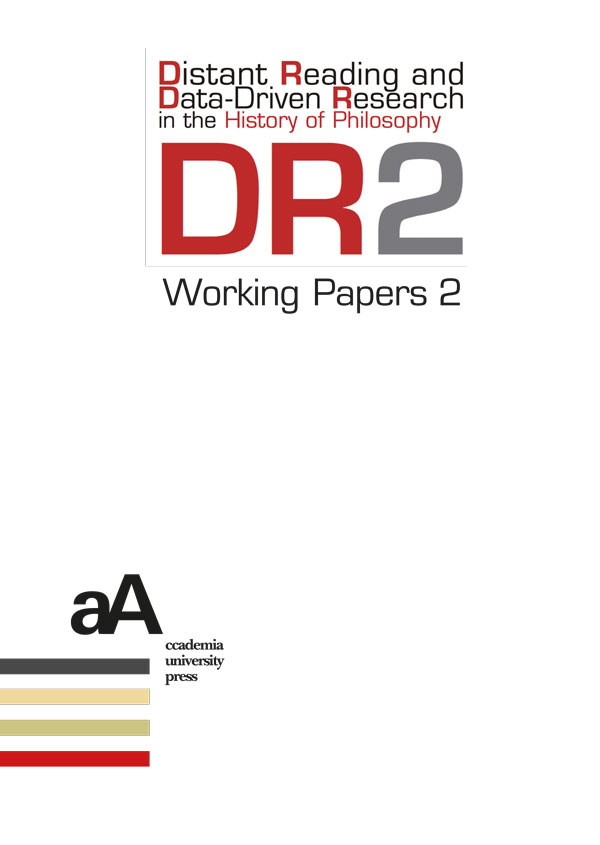 Distant Reading and
Data-Driven Research
in the History of Philosophy
DR2
Working Papers 2
aA
ccademia
university
press